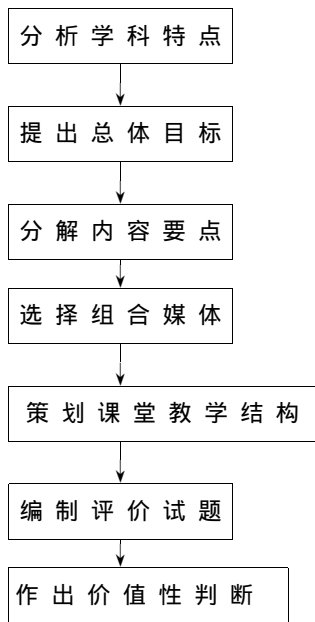 分析学科特点
提出总体目标
分解内容要点
选择组合媒体
策划课堂教学结构
编制评价试题
作出价值性判断